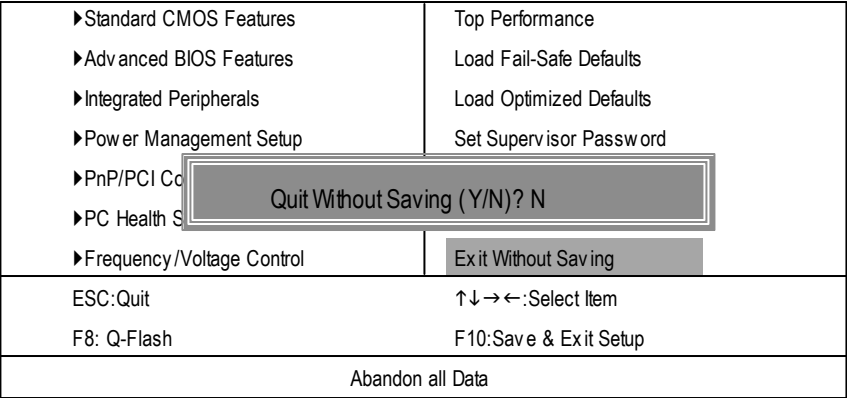 ▸Standard CMOS Features
Top Performance
▸Advanced BIOS Features
Load Fail-Safe Defaults
▸Integrated Peripherals
Load Optimized Defaults
▸Power Management Setup
Set Supervisor Password
▸PnP/PCI Co
Quit Without Saving (Y/N)? N
▸PC Health S
▸Frequency/Voltage Control
Exit Without Saving
ESC:Quit
↑↓→←:Select Item
F8: Q-Flash
F10:Save & Exit Setup
Abandon all Data